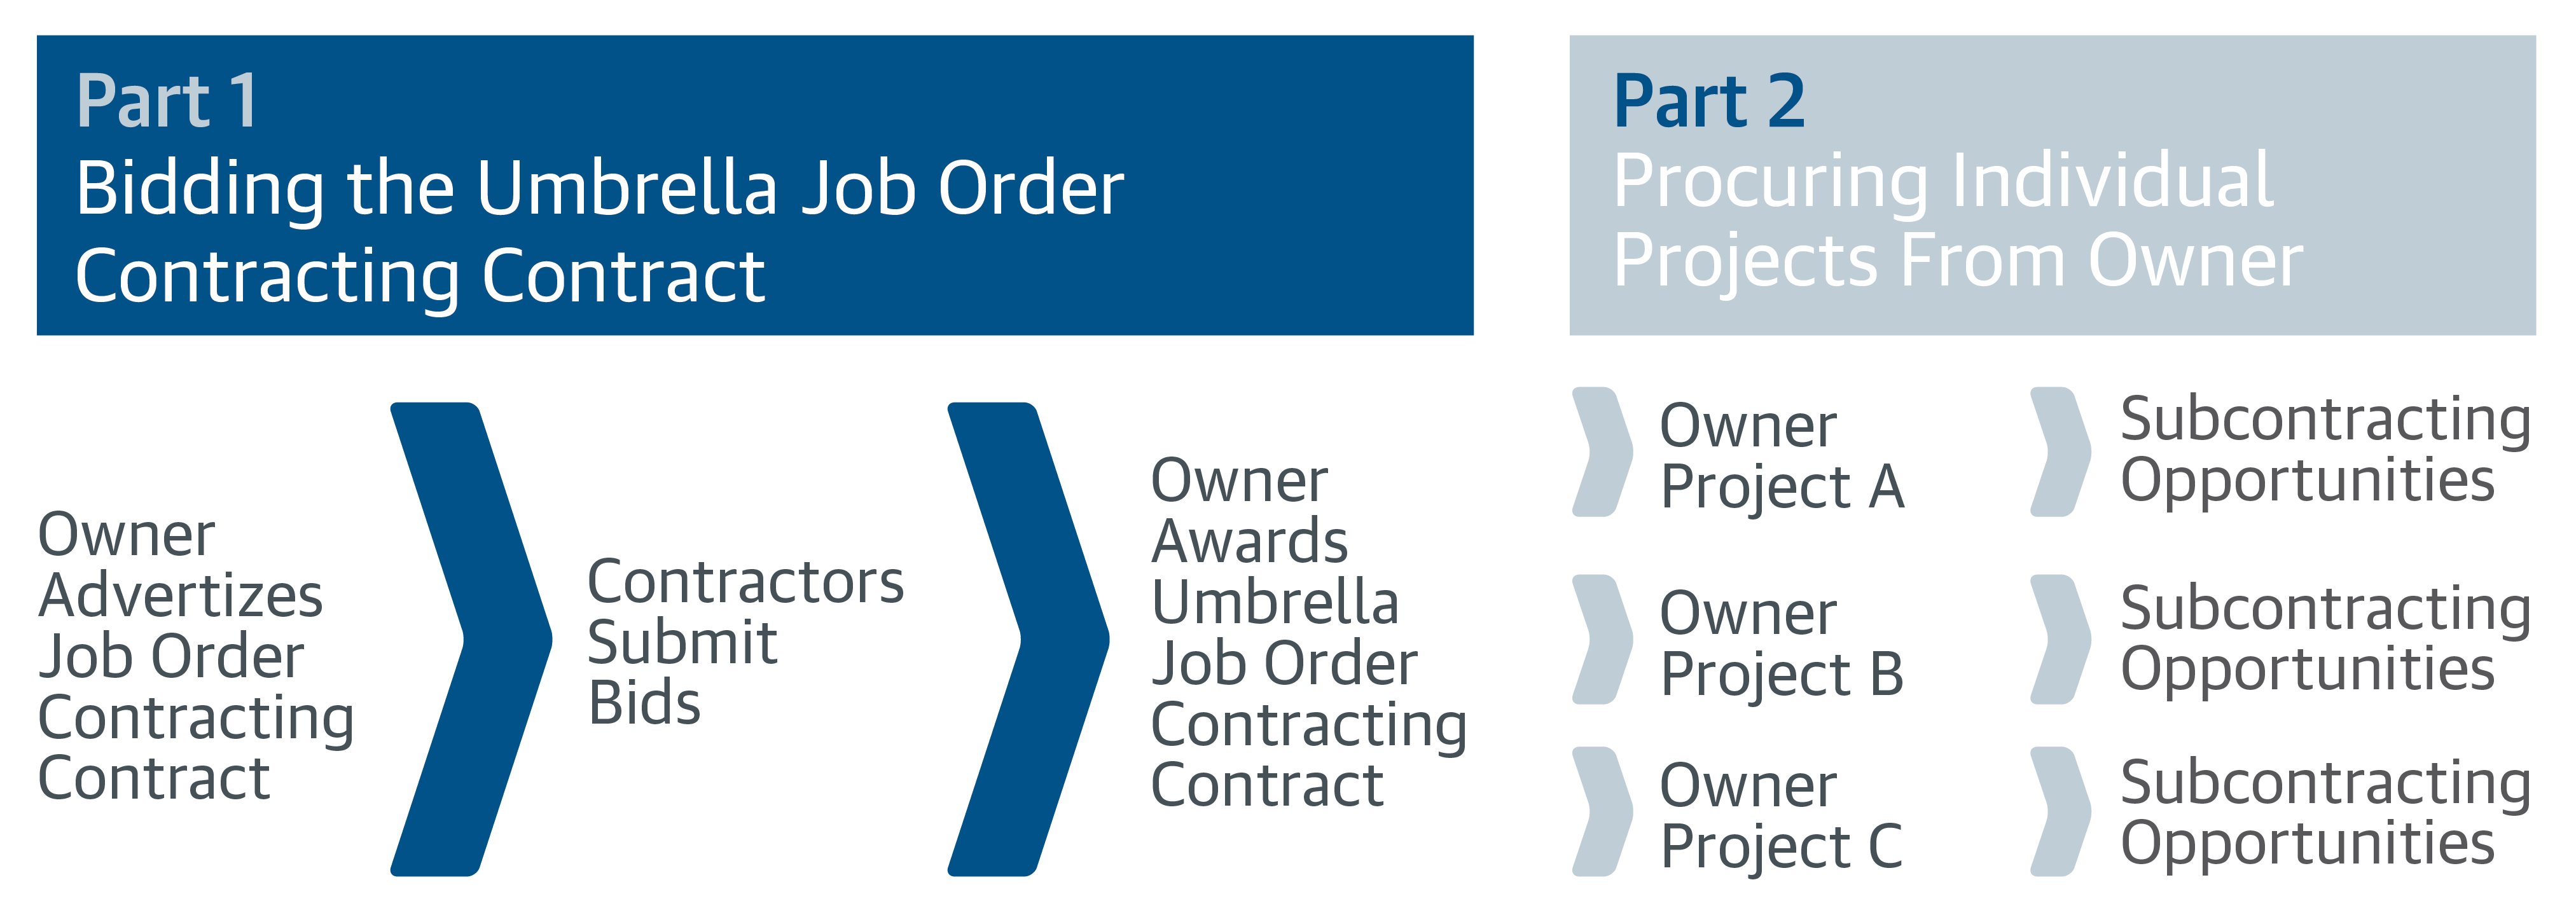 Part 1
Bidding the Umbrella Job Order
Contracting Contract
Owner
Advertizes
Job Order
Contracting
Contract
Contractors
Submit
Bids
Owner
Awards
Umbrella
Job Order
Contracting
Contract
Part 2
Procuring Individual
Projects From Owner
Owner
Project A
Subcontracting
Opportunities
Owner
Project B
Subcontracting
Opportunities
Owner
Project C
Subcontracting
Opportunities